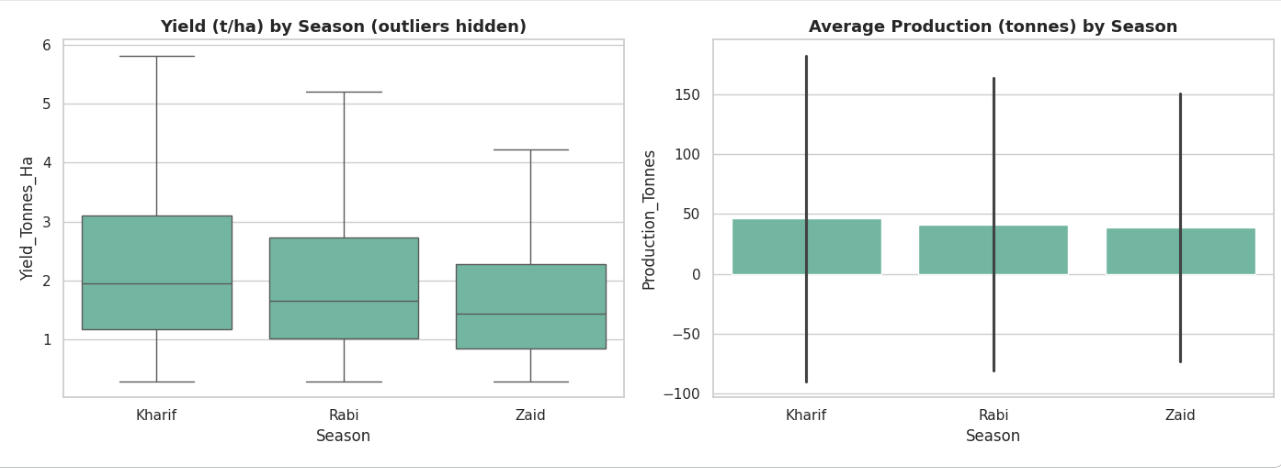 Yield (t/ha) by Season (outliers hidden)
6
5
4
3
2
1
Yield_Tonnes_Ha
Kharif
Rabi
Zaid
Season
Average Production (tonnes) by Season
150
100
50
0
−50
−100
Production_Tonnes
Kharif
Rabi
Zaid
Season